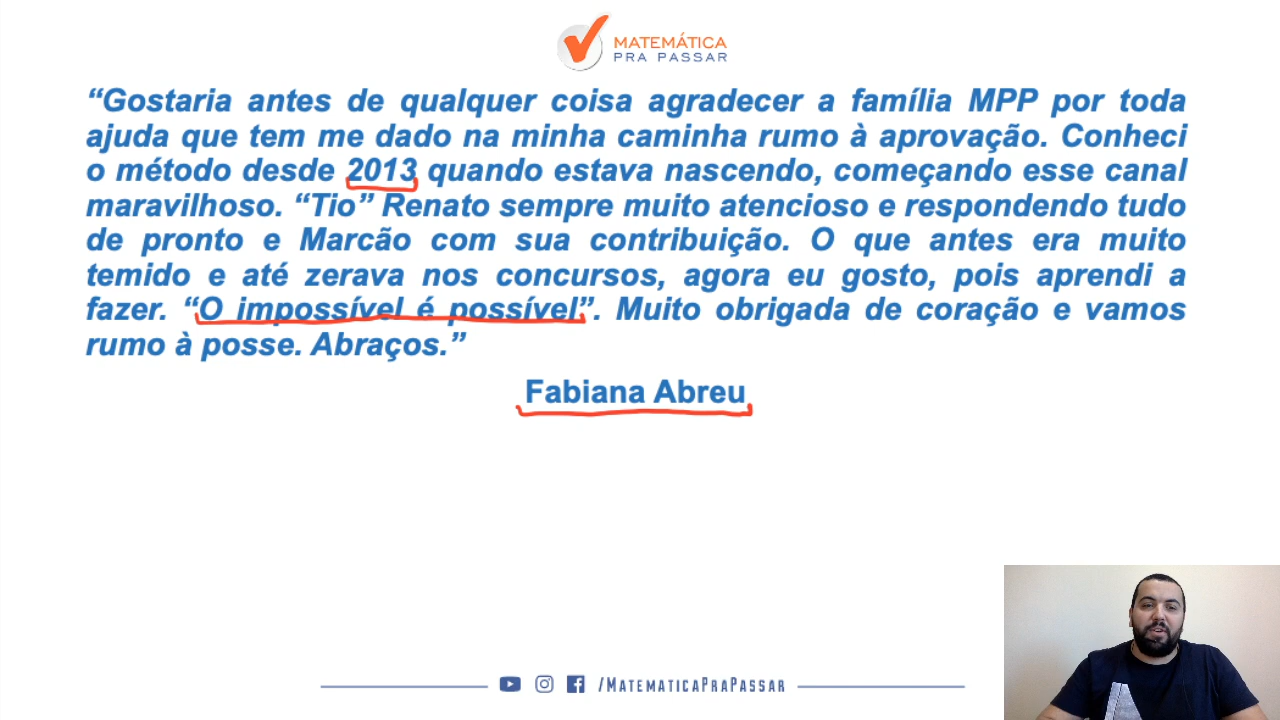 MATEMÁTICA
PRA PASSAR
“Gostaria antes de qualquer coisa agradecer a família MPP por toda
ajuda que tem me dado na minha caminha rumo à aprovação. Conheci
o método desde 2013 quando estava nascendo, começando esse canal
maravilhoso. “Tio” Renato sempre muito atencioso e respondendo tudo
de pronto e Marcão com sua contribuição. O que antes era muito
temido e até zerava nos concursos, agora eu gosto, pois aprendi a
fazer. “O impossível é possível”. Muito obrigada de coração e vamos
rumo à posse. Abraços.”
Fabiana Abreu
/MATEMATICAPRAPASSAR